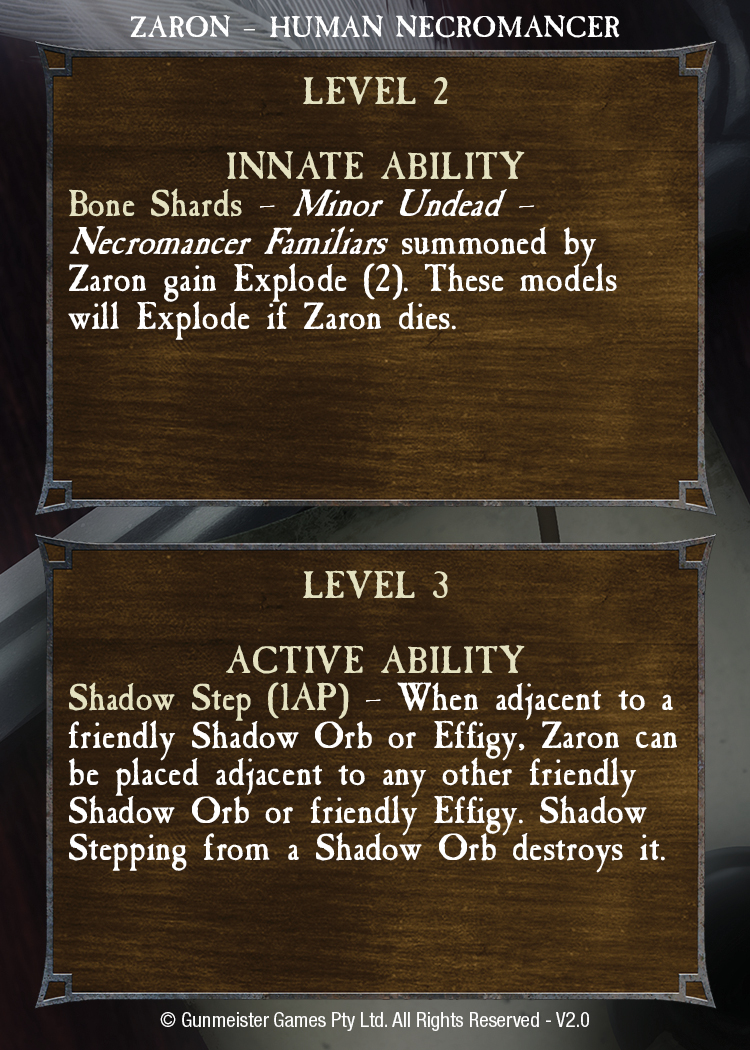 ZARON – HUMAN NECROMANCER
LEVEL 2
INNATE ABILITY
Bone Shards – Minor Undead –
Necromancer Familiars summoned by
Zaron gain Explode (2). These models
will Explode if Zaron dies.
LEVEL 3
ACTIVE ABILITY
Shadow Step (1AP) – When adjacent to a
friendly Shadow Orb or Effigy, Zaron can
be placed adjacent to any other friendly
Shadow Orb or friendly Effigy. Shadow
Stepping from a Shadow Orb destroys it.
© Gunmeister Games Pty Ltd. All Rights Reserved - V2.0